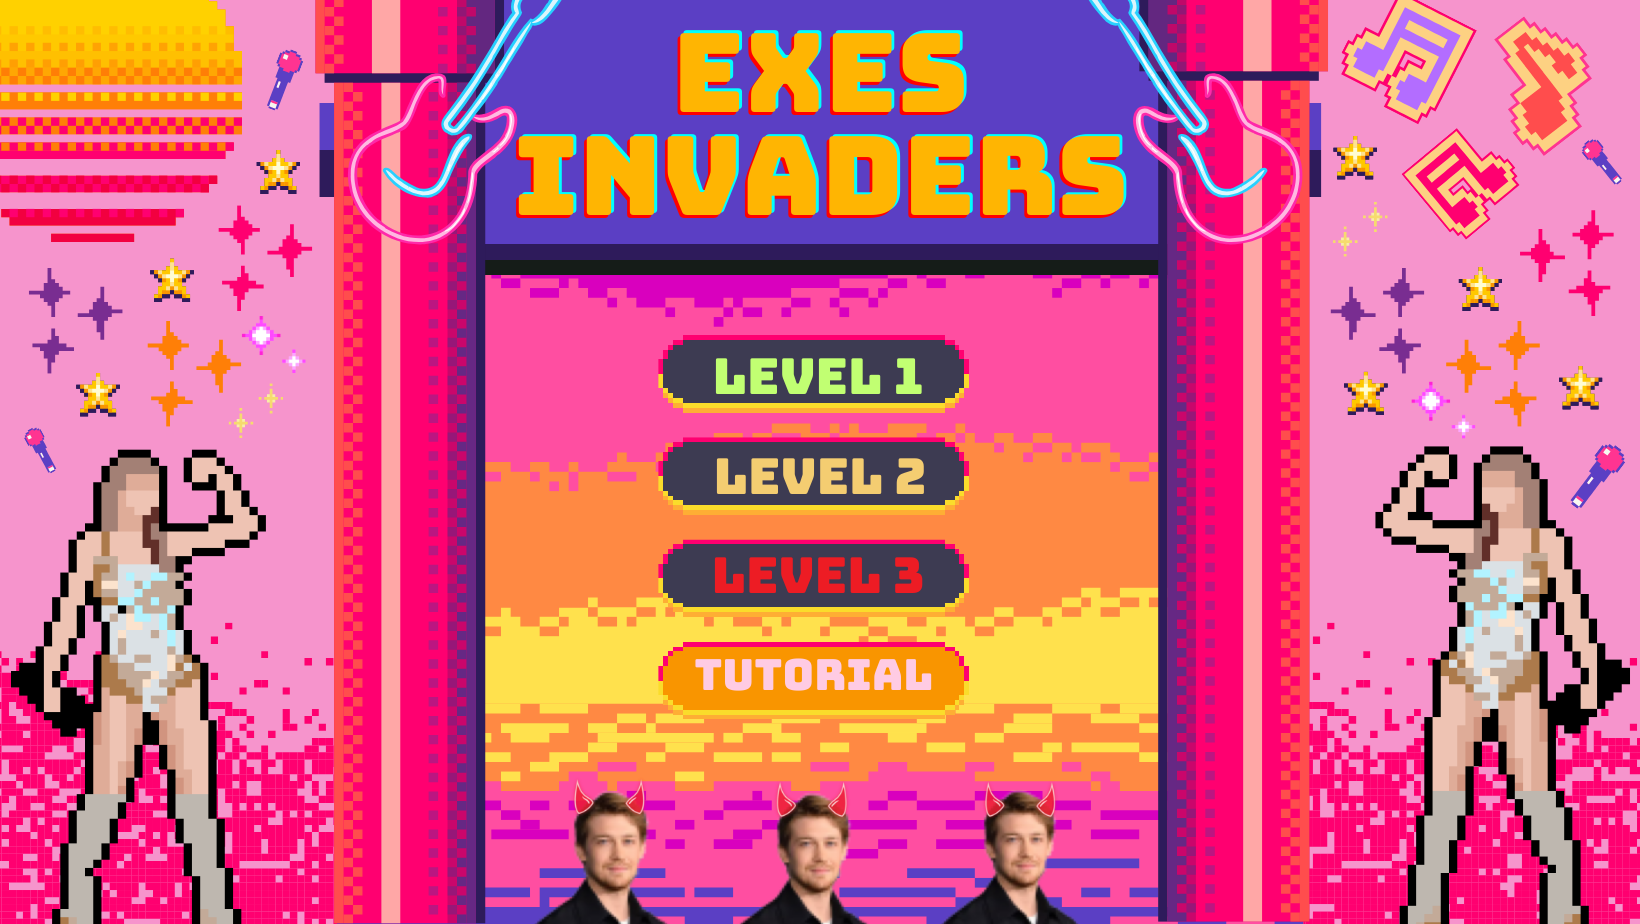 EXES
INVADERS
LEVEL 1
LEVEL 2
LEVEL 3
TUTORIAL